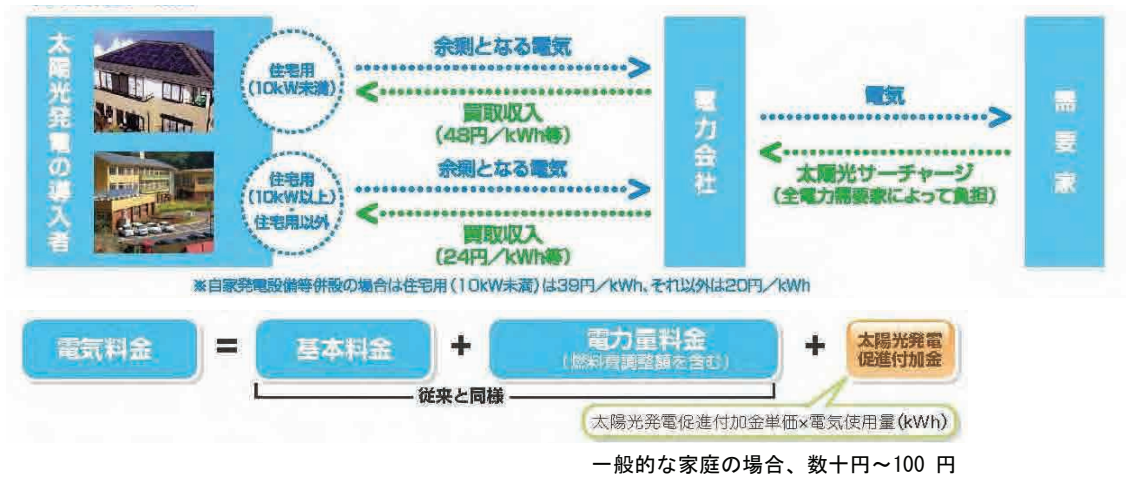 太陽光発電の導入者
住宅用
(10kW未満)
余剰となる電気
買取収入
(48円／kWh等)
住宅用
(10kW以上)
住宅用以外
余剰となる電気
買取収入
(24円／kWh等)
電力会社
電気
太陽光サーチャージ
(全電力需要家によって負担)
需要家
※自家発電設備等併設の場合は住宅用(10kW未満)は39円／kWh、それ以外は20円／kWh
電気料金 = 基本料金 + 電力量料金 + 太陽光発電
(燃料費調整額を含む) 促進付加金
従来と同様
太陽光発電促進付加金単価×電気使用量(kWh)
一般的な家庭の場合、数十円～100 円